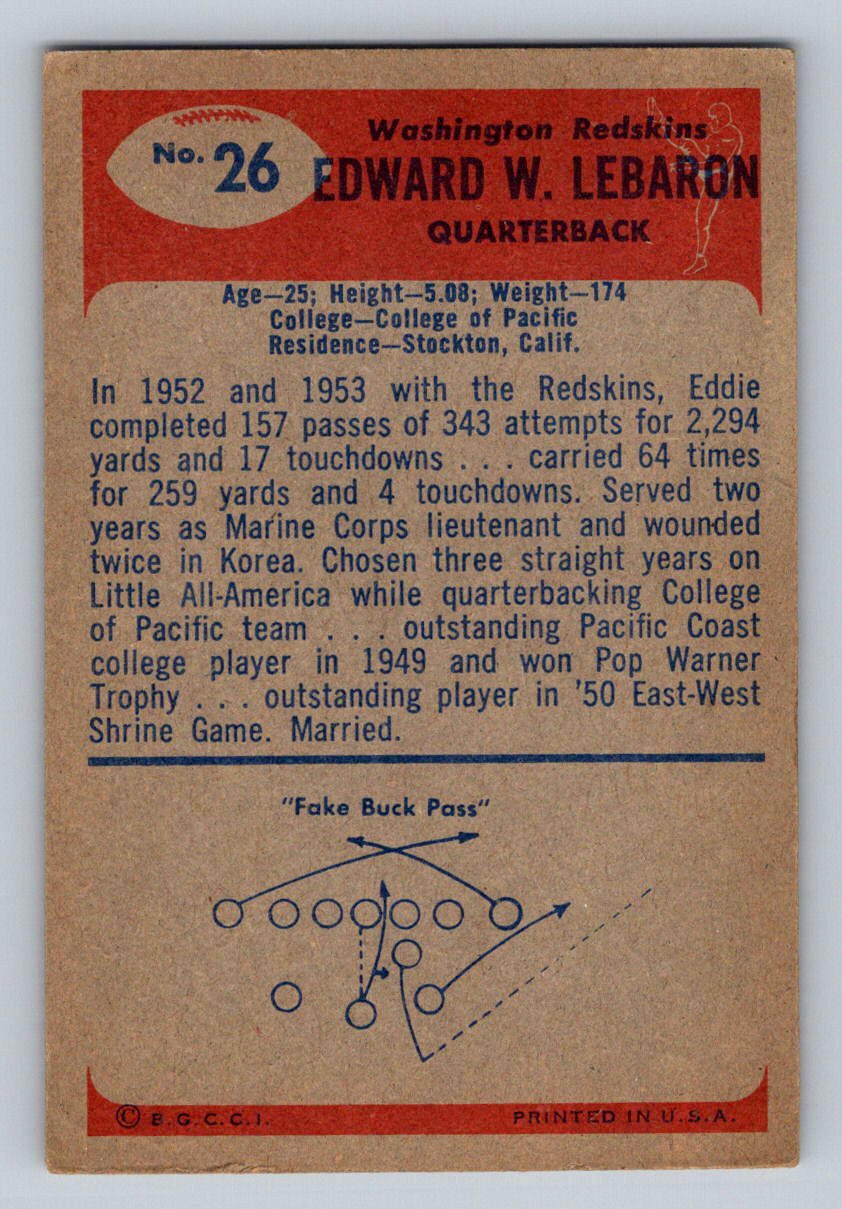 No. 26
Washington Redskins
EDWARD W. LEBARON
QUARTERBACK
Age—25; Height—5.08; Weight—174
College—College of Pacific
Residence—Stockton, Calif.
In 1952 and 1953 with the Redskins, Eddie
completed 157 passes of 343 attempts for 2,294
yards and 17 touchdowns . . . carried 64 times
for 259 yards and 4 touchdowns. Served two
years as Marine Corps lieutenant and wounded
twice in Korea. Chosen three straight years on
Little All-America while quarterbacking College
of Pacific team . . . outstanding Pacific Coast
college player in 1949 and won Pop Warner
Trophy . . . outstanding player in '50 East-West
Shrine Game. Married.
"Fake Buck Pass"
© B.G.C.C.I.
PRINTED IN U.S.A.